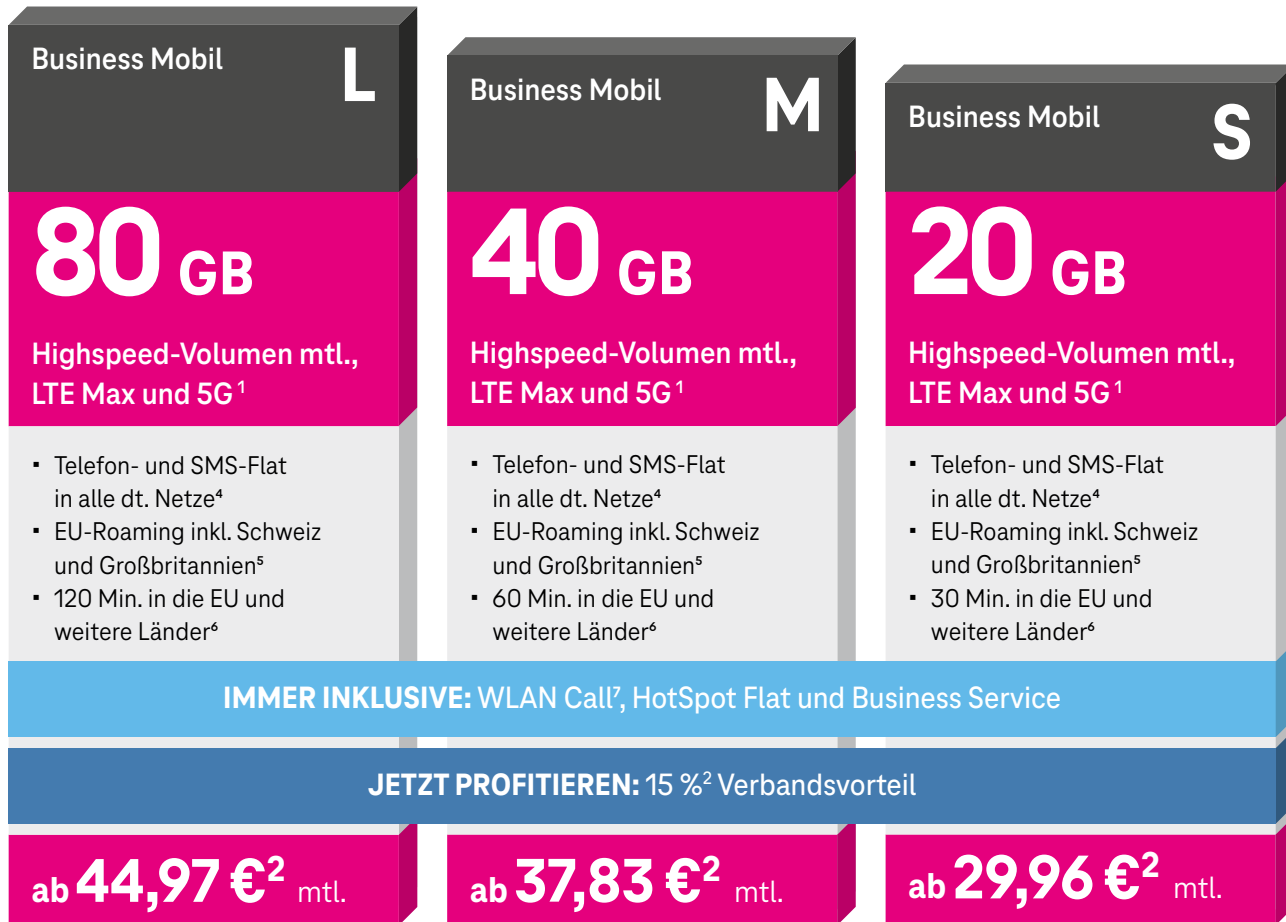 Business Mobil
L
80 GB
Highspeed-Volumen mtl.,
LTE Max und 5G ¹
▪ Telefon- und SMS-Flat
in alle dt. Netze⁴
▪ EU-Roaming inkl. Schweiz
und Großbritannien⁵
▪ 120 Min. in die EU und
weitere Länder⁶
Business Mobil
M
40 GB
Highspeed-Volumen mtl.,
LTE Max und 5G ¹
▪ Telefon- und SMS-Flat
in alle dt. Netze⁴
▪ EU-Roaming inkl. Schweiz
und Großbritannien⁵
▪ 60 Min. in die EU und
weitere Länder⁶
Business Mobil
S
20 GB
Highspeed-Volumen mtl.,
LTE Max und 5G ¹
▪ Telefon- und SMS-Flat
in alle dt. Netze⁴
▪ EU-Roaming inkl. Schweiz
und Großbritannien⁵
▪ 30 Min. in die EU und
weitere Länder⁶
IMMER INKLUSIVE: WLAN Call⁷, HotSpot Flat und Business Service
JETZT PROFITIEREN: 15 %² Verbandsvorteil
ab 44,97 €² mtl.
ab 37,83 €² mtl.
ab 29,96 €² mtl.